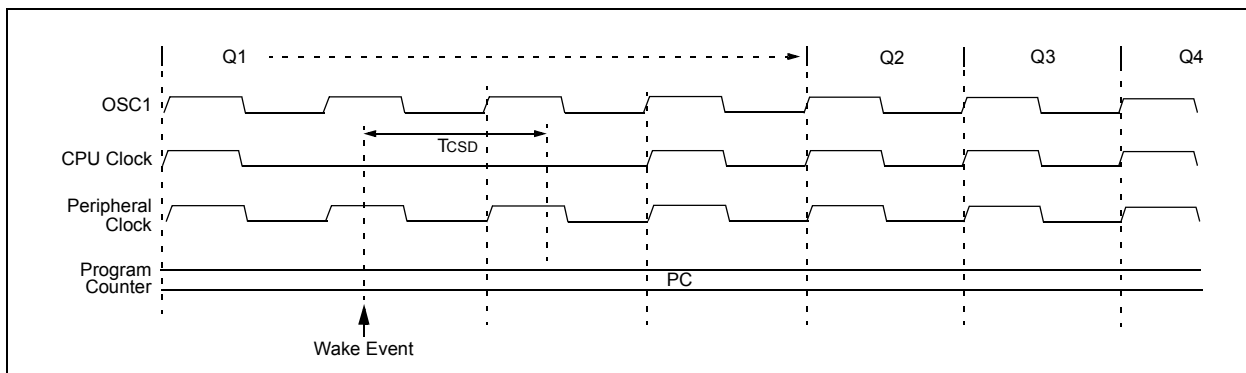 Q1 Q2 Q3 Q4
OSC1
TCSD
CPU Clock
Peripheral
Clock
Program
Counter
PC
Wake Event